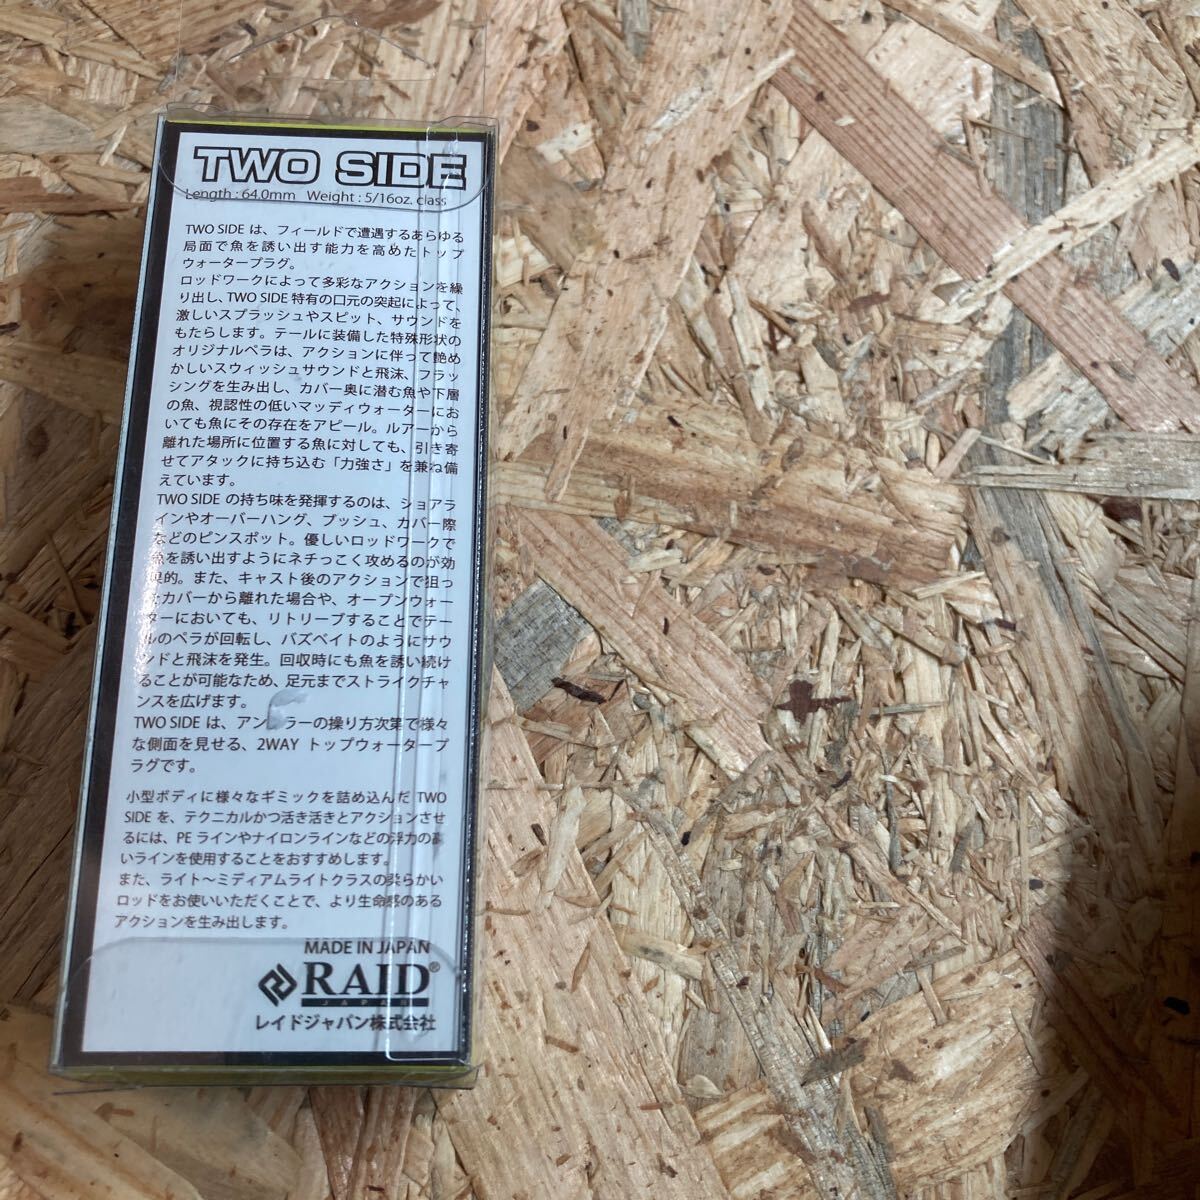 TWO SIDE
Length : 64.0mm Weight : 5/16oz. class
TWO SIDE は、フィールドで遭遇するあらゆる
局面で魚を誘い出す能力を高めたトップ
ウォータープラグ。
ロッドワークによって多彩なアクションを繰
り出し、TWO SIDE 特有の口元の突起によって、
激しいスプラッシュやスピット、サウンドを
もたらします。テールに装備した特殊形状の
オリジナルペラは、アクションに伴って艶め
かしいスウィッシュサウンドと飛沫、フラッ
シングを生み出し、カバー奥に潜む魚や下層
の魚、視認性の低いマッディウォーターにお
いても魚にその存在をアピール。ルアーから
離れた場所に位置する魚に対しても、引き寄
せてアタックに持ち込む「力強さ」を兼ね備
えています。
TWO SIDE の持ち味を発揮するのは、ショアラ
インやオーバーハング、ブッシュ、カバー際
などのピンスポット。優しいロッドワークで
魚を誘い出すようにネチっこく攻めるのが効
果的。また、キャスト後のアクションで狙っ
たカバーから離れた場合や、オープンウォー
ターにおいても、リトリーブすることでテー
ルのペラが回転し、バズベイトのようにサウ
ンドと飛沫を発生。回収時にも魚を誘い続け
ることが可能なため、足元までストライクチャ
ンスを広げます。
TWO SIDE は、アングラーの操り方次第で様々
な側面を見せる、2WAY トップウォータープ
ラグです。
小型ボディに様々なギミックを詰め込んだ TWO
SIDE を、テクニカルかつ活き活きとアクションさせ
るには、PE ラインやナイロンラインなどの浮力の高
いラインを使用することをおすすめします。
また、ライト〜ミディアムライトクラスの柔らかい
ロッドをお使いいただくことで、より生命感のある
アクションを生み出します。
MADE IN JAPAN
RAID®
JAPAN
レイドジャパン株式会社